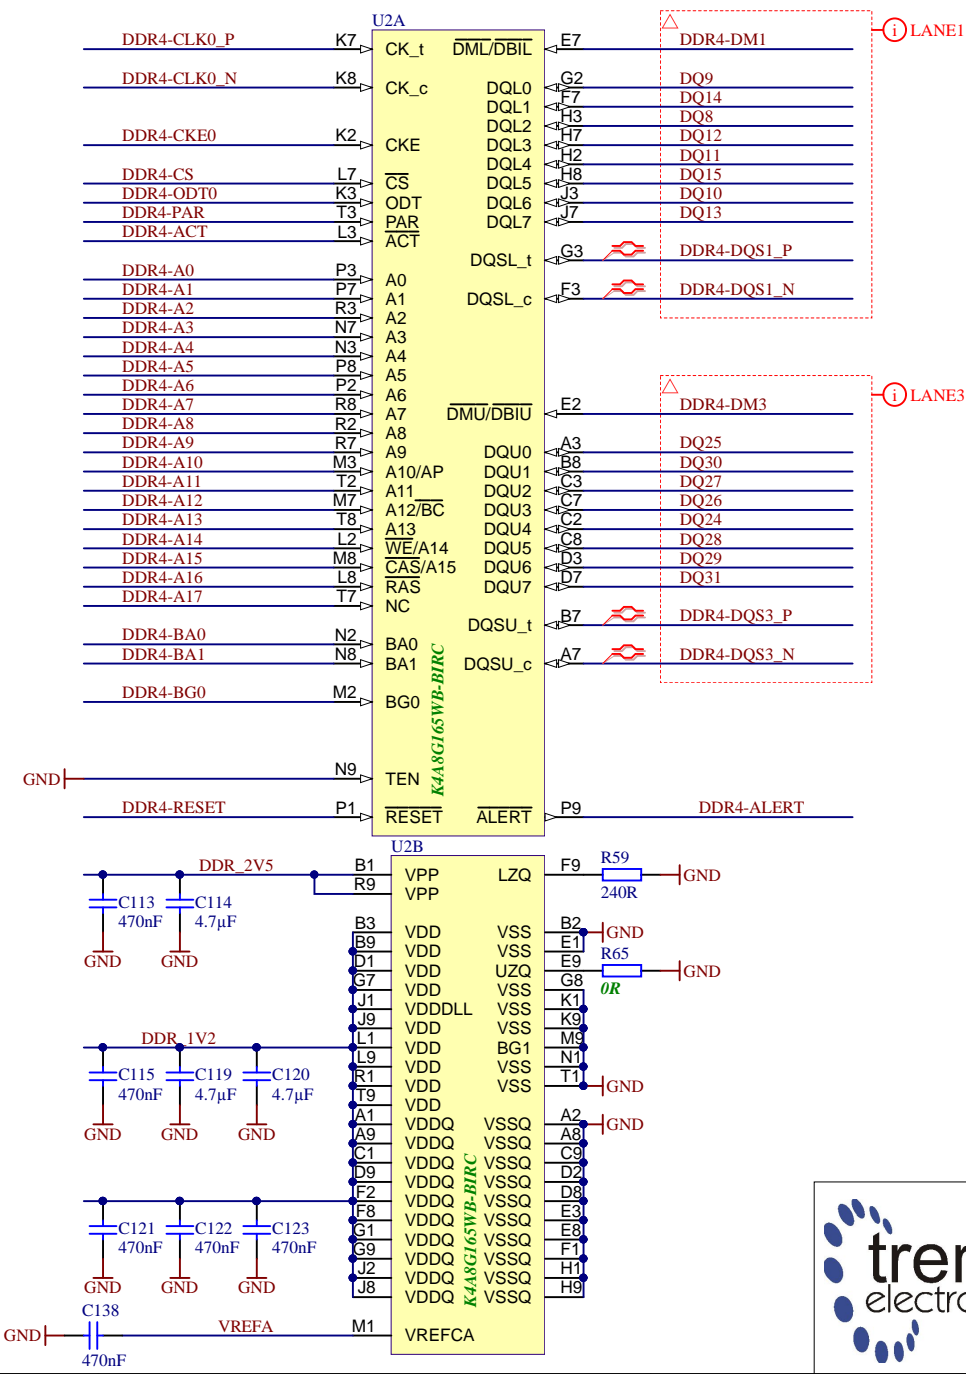 U2A
DDR4-CLK0_P K7 CK_t DML/DBIL E7 DDR4-DM1 LANE1
DDR4-CLK0_N K8 CK_c DQL0 G2 DQ9
DQL1 F7 DQ14
DQL2 H3 DQ8
DDR4-CKE0 K2 CKE DQL3 H7 DQ12
DQL4 H2 DQ11
DDR4-CS L7 CS DQL5 H8 DQ15
DDR4-ODT0 K3 ODT DQL6 J3 DQ10
DDR4-PAR T3 PAR DQL7 J7 DQ13
DDR4-ACT L3 ACT
DQSL_t G3 DDR4-DQS1_P
DDR4-A0 P3 A0
DDR4-A1 P7 A1 DQSL_c F3 DDR4-DQS1_N
DDR4-A2 R3 A2
DDR4-A3 N7 A3
DDR4-A4 N3 A4
DDR4-A5 P8 A5
DDR4-A6 P2 A6 LANE3
DDR4-A7 R8 A7 DMU/DBIU E2 DDR4-DM3
DDR4-A8 R2 A8
DDR4-A9 R7 A9 DQU0 A3 DQ25
DDR4-A10 M3 A10/AP DQU1 B8 DQ30
DDR4-A11 T2 A11 DQU2 C3 DQ27
DDR4-A12 M7 A12/BC DQU3 C7 DQ26
DDR4-A13 T8 A13 DQU4 C2 DQ24
DDR4-A14 L2 WE/A14 DQU5 C8 DQ28
DDR4-A15 M8 CAS/A15 DQU6 D3 DQ29
DDR4-A16 L8 RAS DQU7 D7 DQ31
DDR4-A17 T7 NC
DQSU_t B7 DDR4-DQS3_P
DDR4-BA0 N2 BA0
DDR4-BA1 N8 BA1 DQSU_c A7 DDR4-DQS3_N
DDR4-BG0 M2 BG0
K4A8G165WB-BIRC
GND N9 TEN
DDR4-RESET P1 RESET ALERT P9 DDR4-ALERT
U2B
DDR_2V5 B1 VPP LZQ F9 R59 GND
R9 VPP 240R
C113 C114
470nF 4.7µF
GND GND
B3 VDD VSS B2 GND
B9 VDD VSS E1
D1 VDD UZQ E9 R65 GND
G7 VDD VSS G8 0R
J1 VDDDLL VSS K1
J9 VDD VSS K9
DDR_1V2 L1 VDD BG1 M9
L9 VDD VSS N1
R1 VDD VSS T1 GND
C115 C119 C120
470nF 4.7µF 4.7µF
GND GND GND
T9 VDD
A1 VDDQ VSSQ A2 GND
A9 VDDQ VSSQ A8
C1 VDDQ VSSQ C9
D9 VDDQ VSSQ D2
F2 VDDQ VSSQ D8
F8 VDDQ VSSQ E3
G1 VDDQ VSSQ E8
G9 VDDQ VSSQ F1
J2 VDDQ VSSQ H1
J8 VDDQ VSSQ H9
C121 C122 C123
470nF 470nF 470nF
GND GND GND
K4A8G165WB-BIRC
C138
GND VREFA M1 VREFCA
470nF
tren
electro